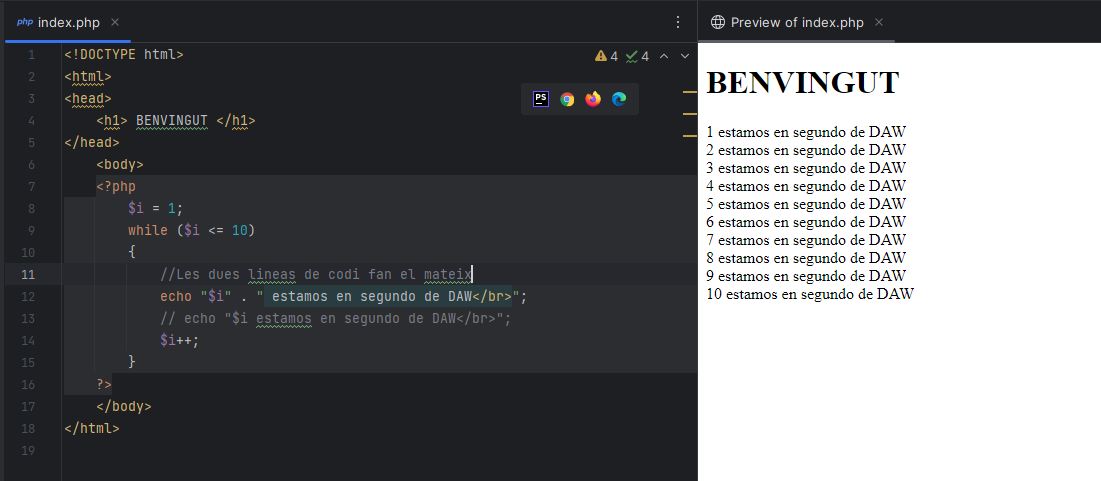 php index.php
Preview of index.php
1 <!DOCTYPE html>
4 4
2 <html>
3 <head>
PS
4 <h1> BENVINGUT </h1>
5 </head>
6 <body>
7 <?php
8 $i = 1;
9 while ($i <= 10)
10 {
11 //Les dues lineas de codi fan el mateix
12 echo "$i" . " estamos en segundo de DAW</br>";
13 // echo "$i estamos en segundo de DAW</br>";
14 $i++;
15 }
16 ?>
17 </body>
18 </html>
19
BENVINGUT
1 estamos en segundo de DAW
2 estamos en segundo de DAW
3 estamos en segundo de DAW
4 estamos en segundo de DAW
5 estamos en segundo de DAW
6 estamos en segundo de DAW
7 estamos en segundo de DAW
8 estamos en segundo de DAW
9 estamos en segundo de DAW
10 estamos en segundo de DAW